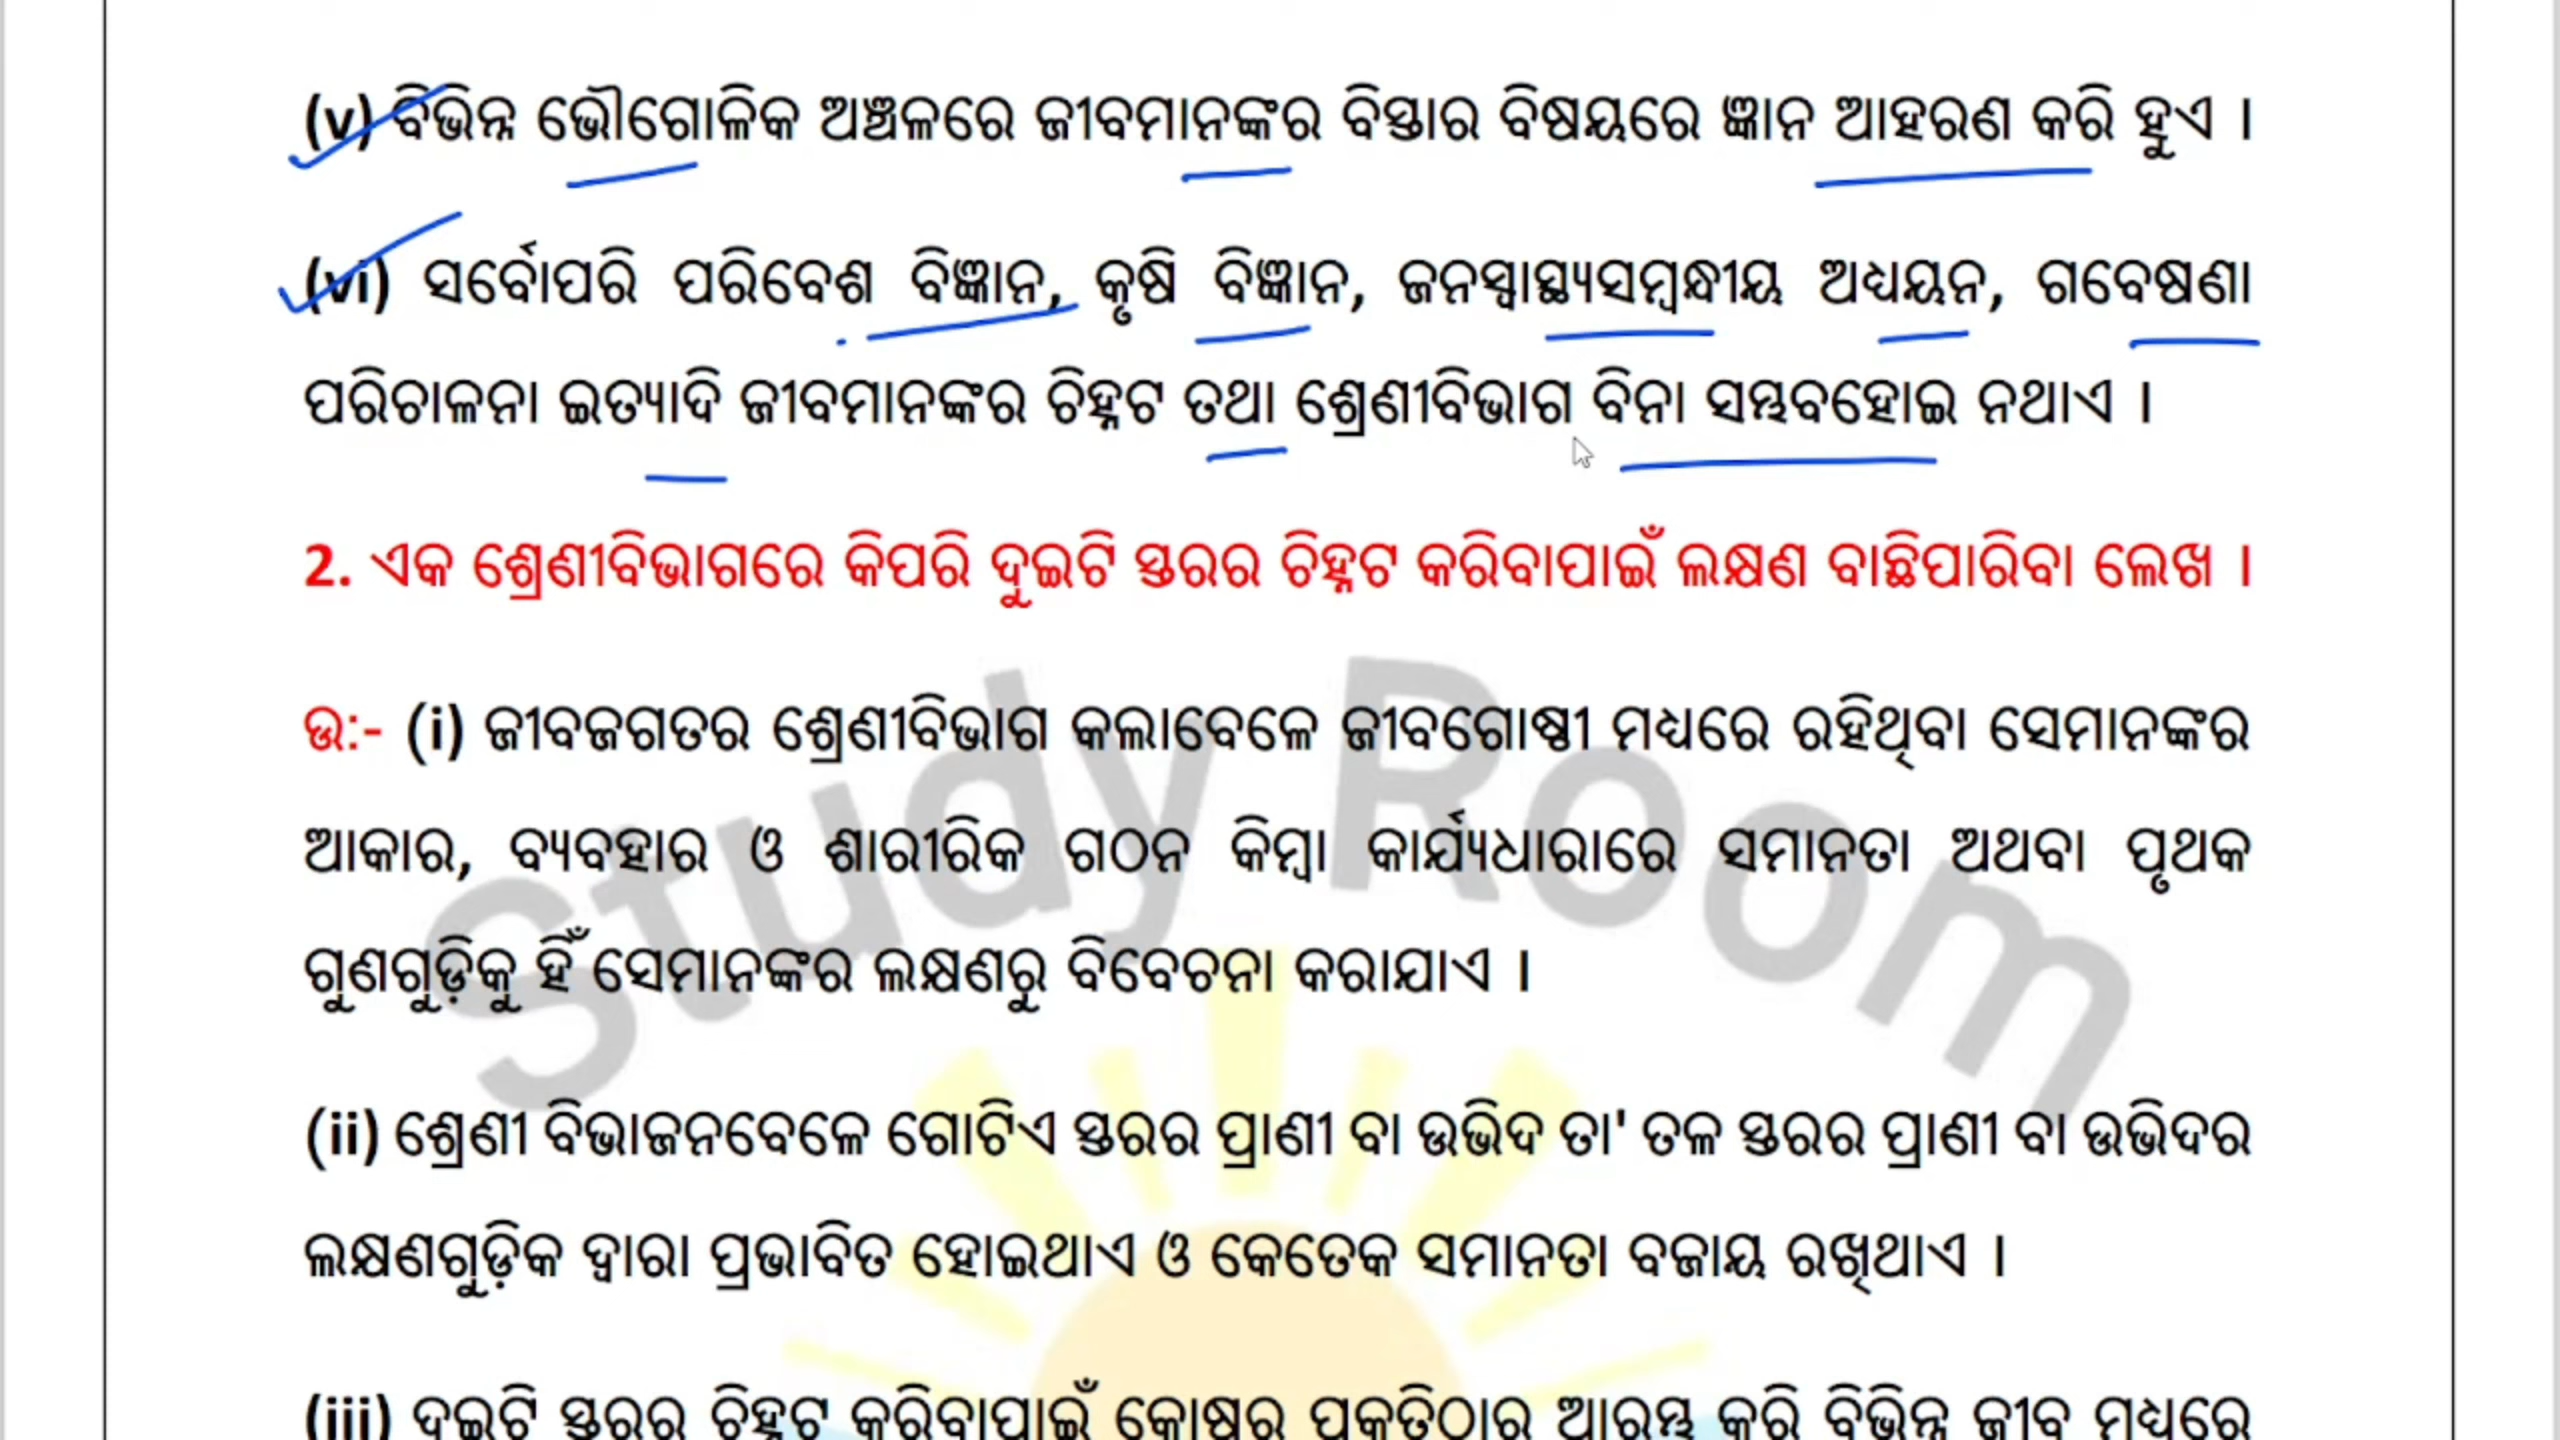 (v) ବିଭିନ୍ନ ଭୌଗୋଳିକ ଅଞ୍ଚଳରେ ଜୀବମାନଙ୍କର ବିସ୍ତାର ବିଷୟରେ ଜ୍ଞାନ ଆହରଣ କରି ହୁଏ ।
(vi) ସର୍ବୋପରି ପରିବେଶ ବିଜ୍ଞାନ, କୃଷି ବିଜ୍ଞାନ, ଜନସ୍ୱାସ୍ଥ୍ୟସମ୍ବନ୍ଧୀୟ ଅଧ୍ୟୟନ, ଗବେଷଣା
ପରିଚାଳନା ଇତ୍ୟାଦି ଜୀବମାନଙ୍କର ଚିହ୍ନଟ ତଥା ଶ୍ରେଣୀବିଭାଗ ବିନା ସମ୍ଭବହୋଇ ନଥାଏ ।
2. ଏକ ଶ୍ରେଣୀବିଭାଗରେ କିପରି ଦୁଇଟି ସ୍ତରର ଚିହ୍ନଟ କରିବାପାଇଁ ଲକ୍ଷଣ ବାଛିପାରିବା ଲେଖ ।
ଉ:- (i) ଜୀବଜଗତର ଶ୍ରେଣୀବିଭାଗ କଲାବେଳେ ଜୀବଗୋଷ୍ଠୀ ମଧ୍ୟରେ ରହିଥିବା ସେମାନଙ୍କର
ଆକାର, ବ୍ୟବହାର ଓ ଶାରୀରିକ ଗଠନ କିମ୍ବା କାର୍ଯ୍ୟଧାରାରେ ସମାନତା ଅଥବା ପୃଥକ
ଗୁଣଗୁଡ଼ିକୁ ହିଁ ସେମାନଙ୍କର ଲକ୍ଷଣରୁ ବିବେଚନା କରାଯାଏ ।
Study Room
(ii) ଶ୍ରେଣୀ ବିଭାଜନବେଳେ ଗୋଟିଏ ସ୍ତରର ପ୍ରାଣୀ ବା ଉଦ୍ଭିଦ ତା' ତଳ ସ୍ତରର ପ୍ରାଣୀ ବା ଉଦ୍ଭିଦର
ଲକ୍ଷଣଗୁଡ଼ିକ ଦ୍ୱାରା ପ୍ରଭାବିତ ହୋଇଥାଏ ଓ କେତେକ ସମାନତା ବଜାୟ ରଖିଥାଏ ।
(iii) ଦୁଇଟି ସ୍ତରର ଚିହ୍ନଟ କରିବାପାଇଁ କୋଷର ପ୍ରକୃତିଠାରୁ ଆରମ୍ଭ କରି ବିଭିନ୍ନ ଜୀବ ମଧ୍ୟରେ